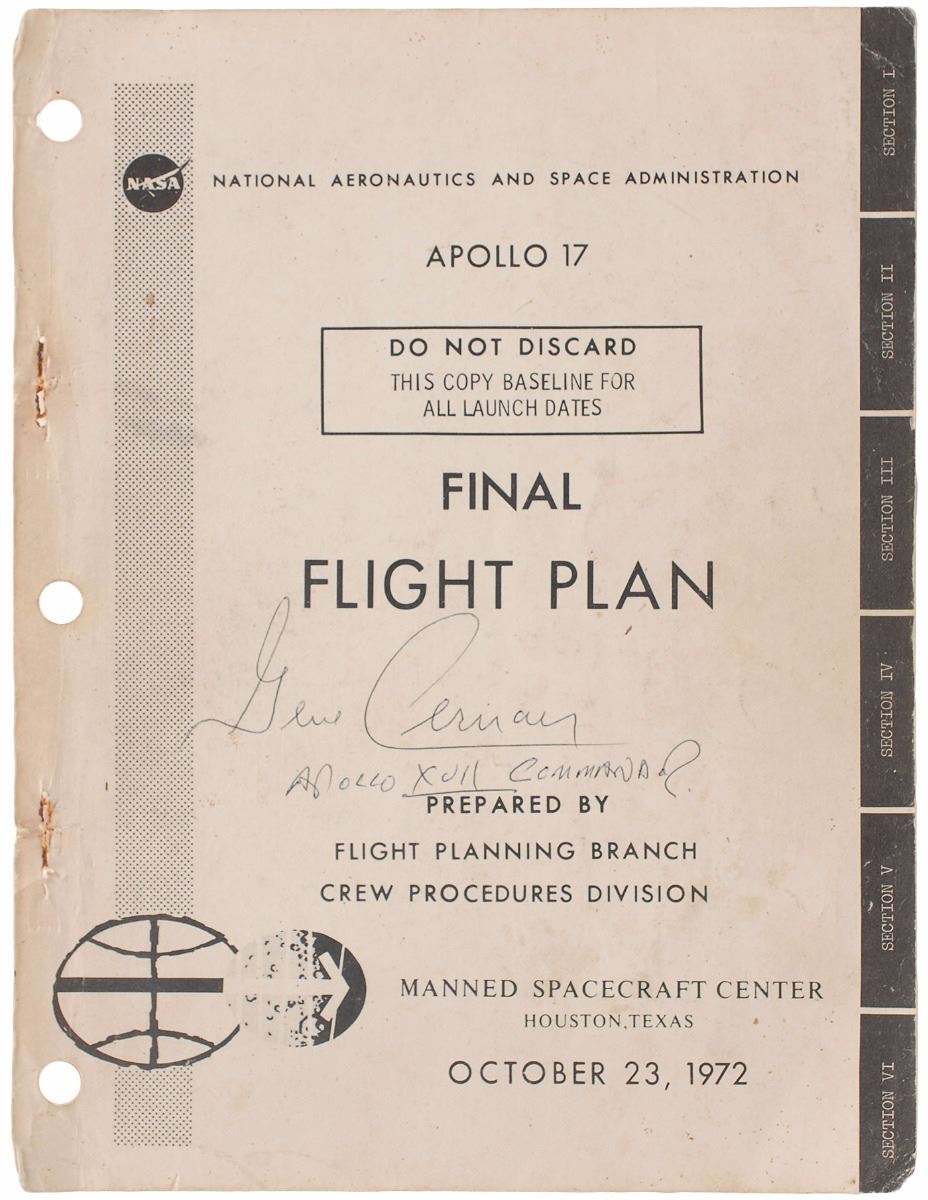 NASA
NATIONAL AERONAUTICS AND SPACE ADMINISTRATION
APOLLO 17
DO NOT DISCARD
THIS COPY BASELINE FOR
ALL LAUNCH DATES
FINAL
FLIGHT PLAN
Gene Cernan
APOLLO XVII COMMANDER
PREPARED BY
FLIGHT PLANNING BRANCH
CREW PROCEDURES DIVISION
MANNED SPACECRAFT CENTER
HOUSTON, TEXAS
OCTOBER 23, 1972
SECTION I
SECTION II
SECTION III
SECTION IV
SECTION V
SECTION VI